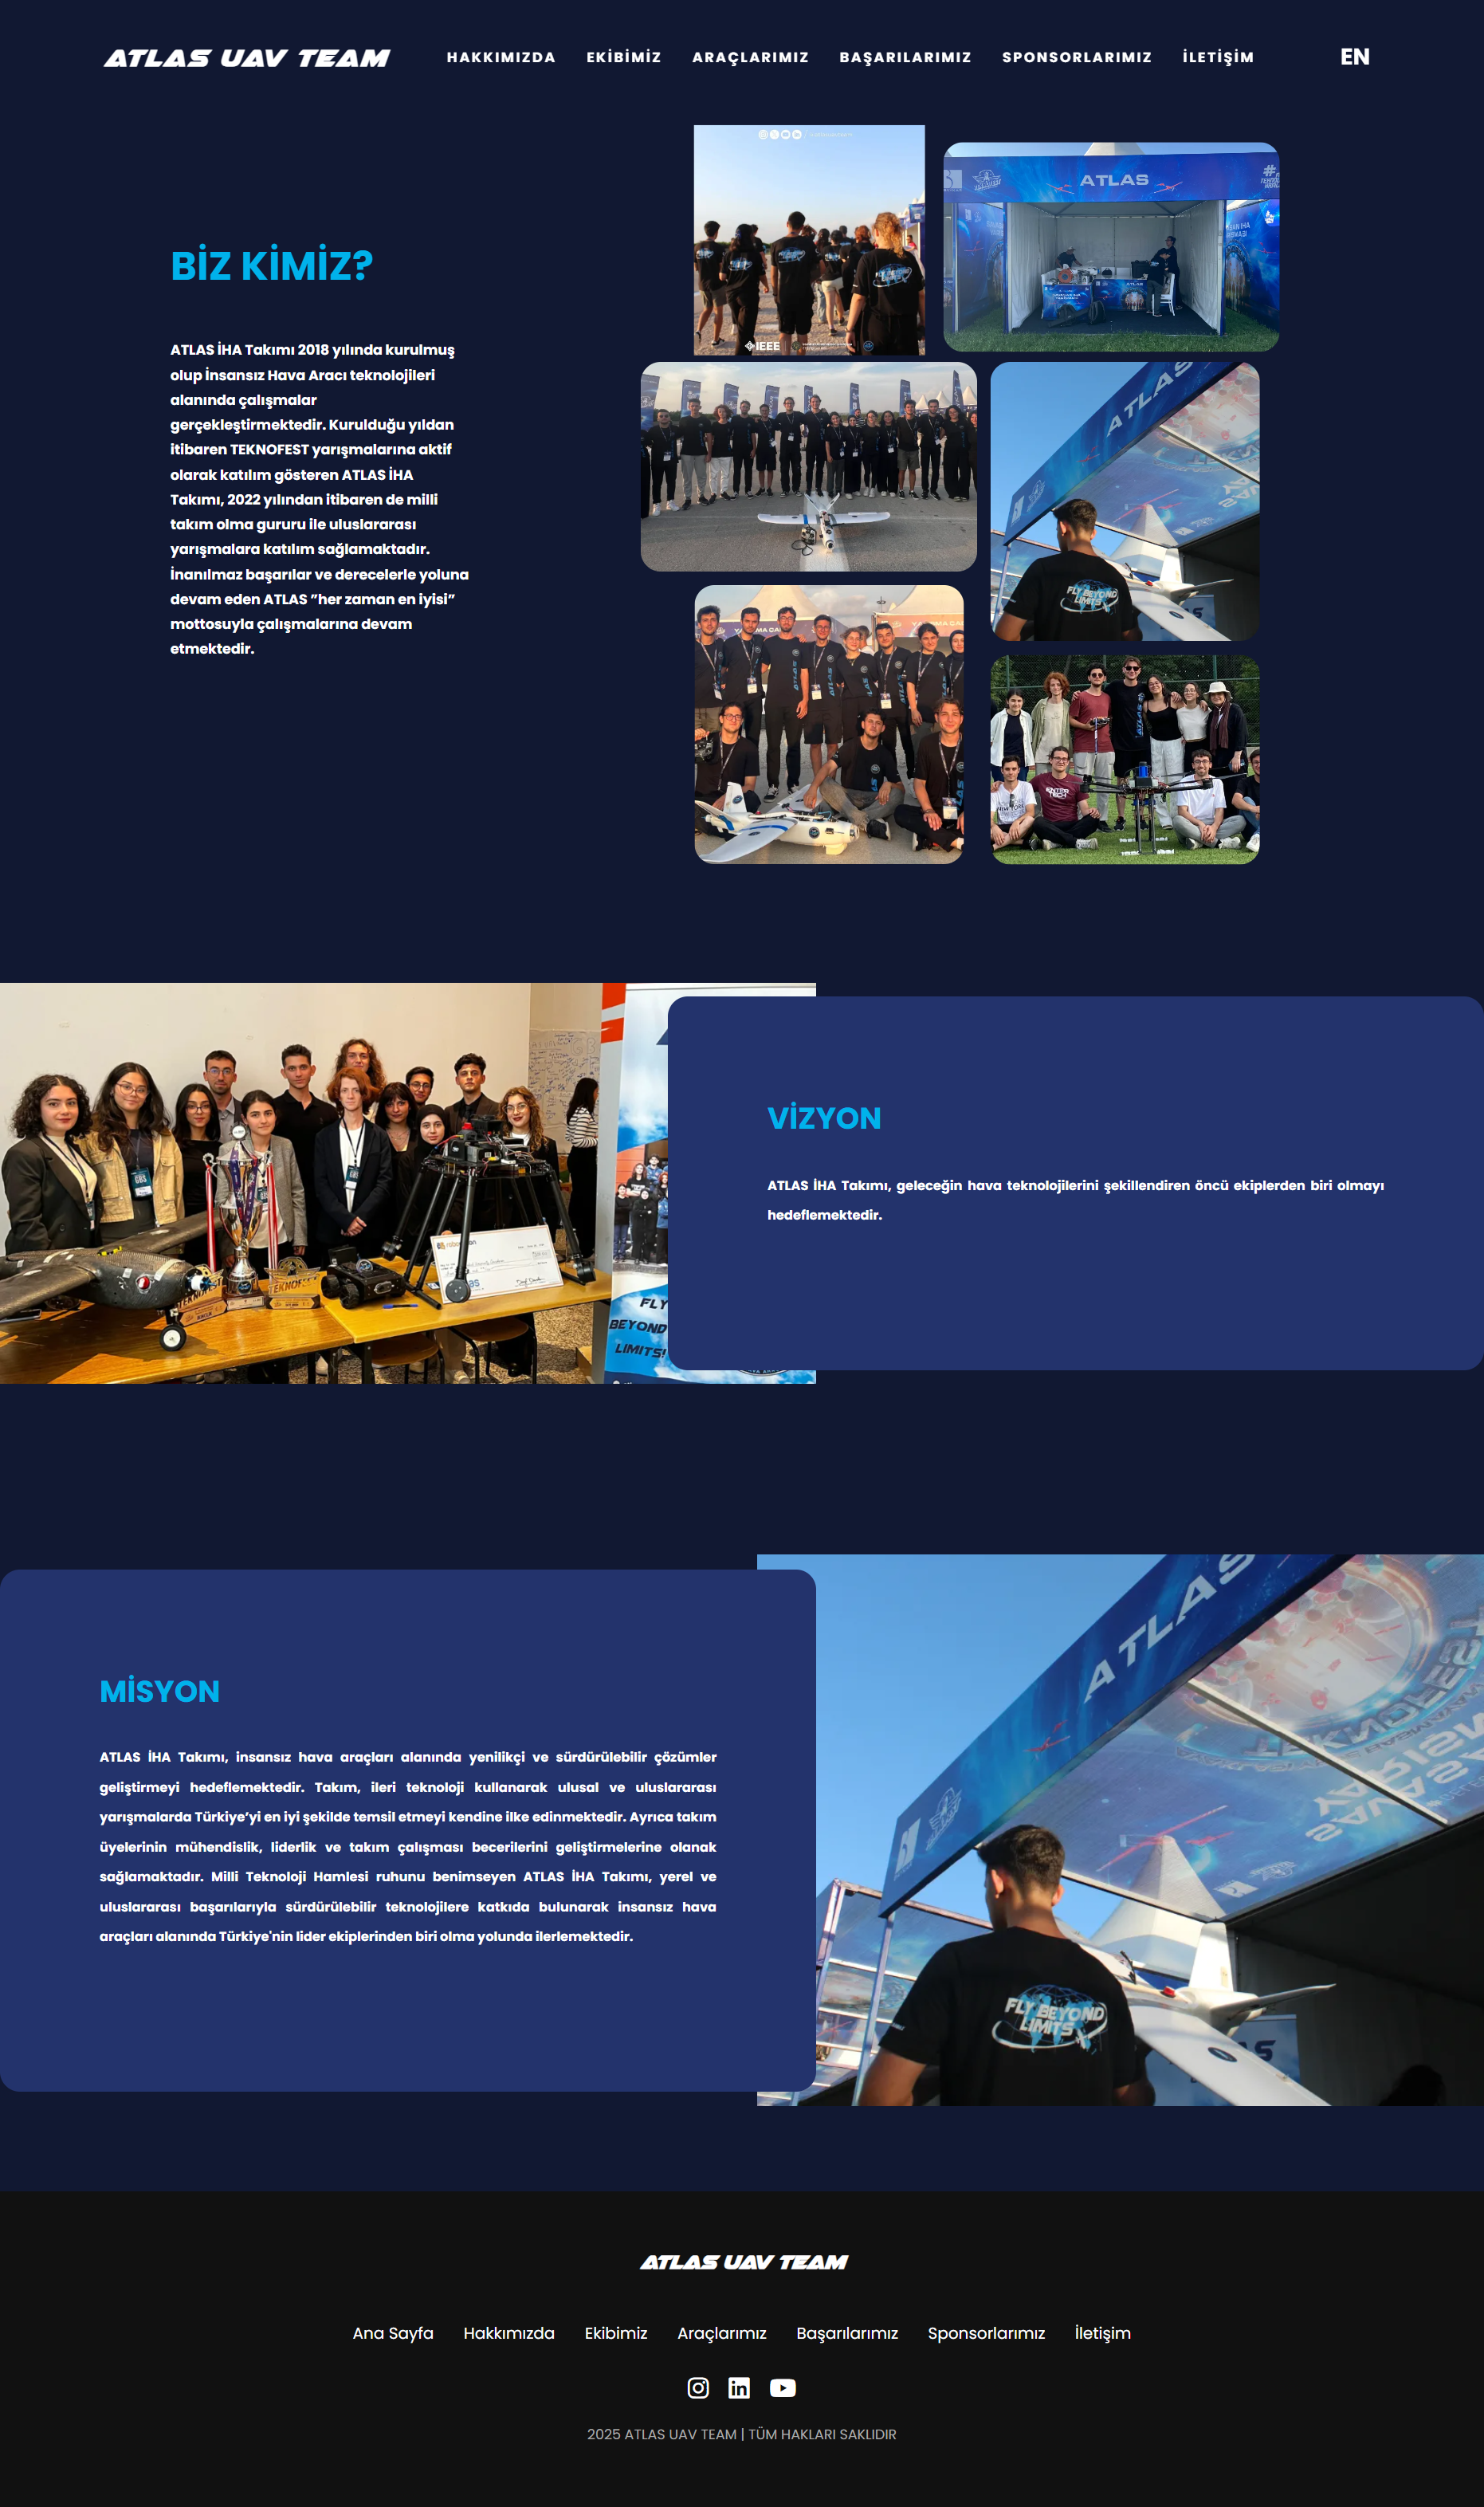 ATLAS UAV TEAM
HAKKIMIZDA
EKİBİMİZ
ARAÇLARIMIZ
BAŞARILARIMIZ
SPONSORLARIMIZ
İLETİŞİM
EN
BİZ KİMİZ?
ATLAS İHA Takımı 2018 yılında kurulmuş
olup İnsansız Hava Aracı teknolojileri
alanında çalışmalar
gerçekleştirmektedir. Kurulduğu yıldan
itibaren TEKNOFEST yarışmalarına aktif
olarak katılım gösteren ATLAS İHA
Takımı, 2022 yılından itibaren de milli
takım olma gururu ile uluslararası
yarışmalara katılım sağlamaktadır.
İnanılmaz başarılar ve derecelerle yoluna
devam eden ATLAS ”her zaman en iyisi”
mottosuyla çalışmalarına devam
etmektedir.
FLY BEYOND
LIMITS
IEEE
ATLAS
ATLAS
ATLAS
FLY BEYOND
LIMITS
ATLAS
ATLAS
VİZYON
ATLAS İHA Takımı, geleceğin hava teknolojilerini şekillendiren öncü ekiplerden biri olmayı
hedeflemektedir.
FLY
BEYOND
LIMITS!
MİSYON
ATLAS İHA Takımı, insansız hava araçları alanında yenilikçi ve sürdürülebilir çözümler
geliştirmeyi hedeflemektedir. Takım, ileri teknoloji kullanarak ulusal ve uluslararası
yarışmalarda Türkiye’yi en iyi şekilde temsil etmeyi kendine ilke edinmektedir. Ayrıca takım
üyelerinin mühendislik, liderlik ve takım çalışması becerilerini geliştirmelerine olanak
sağlamaktadır. Milli Teknoloji Hamlesi ruhunu benimseyen ATLAS İHA Takımı, yerel ve
uluslararası başarılarıyla sürdürülebilir teknolojilere katkıda bulunarak insansız hava
araçları alanında Türkiye'nin lider ekiplerinden biri olma yolunda ilerlemektedir.
ATLAS
FLY BEYOND
LIMITS
ATLAS UAV TEAM
Ana Sayfa
Hakkımızda
Ekibimiz
Araçlarımız
Başarılarımız
Sponsorlarımız
İletişim
2025 ATLAS UAV TEAM | TÜM HAKLARI SAKLIDIR